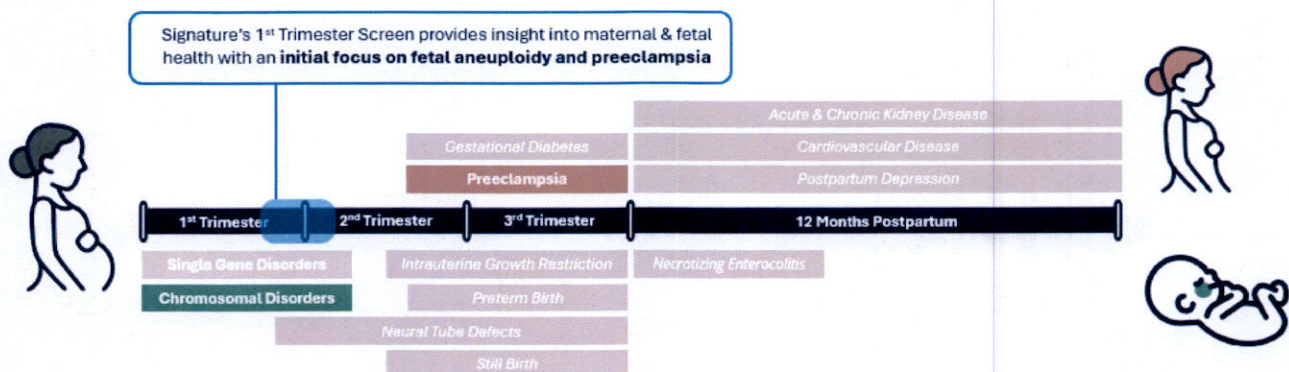 Signature's 1st Trimester Screen provides insight into maternal & fetal
health with an initial focus on fetal aneuploidy and preeclampsia
Acute & Chronic Kidney Disease
Gestational Diabetes
Cardiovascular Disease
Preeclampsia
Postpartum Depression
1st Trimester
2nd Trimester
3rd Trimester
12 Months Postpartum
Single Gene Disorders
Intrauterine Growth Restriction
Necrotizing Enterocolitis
Chromosomal Disorders
Preterm Birth
Neural Tube Defects
Still Birth